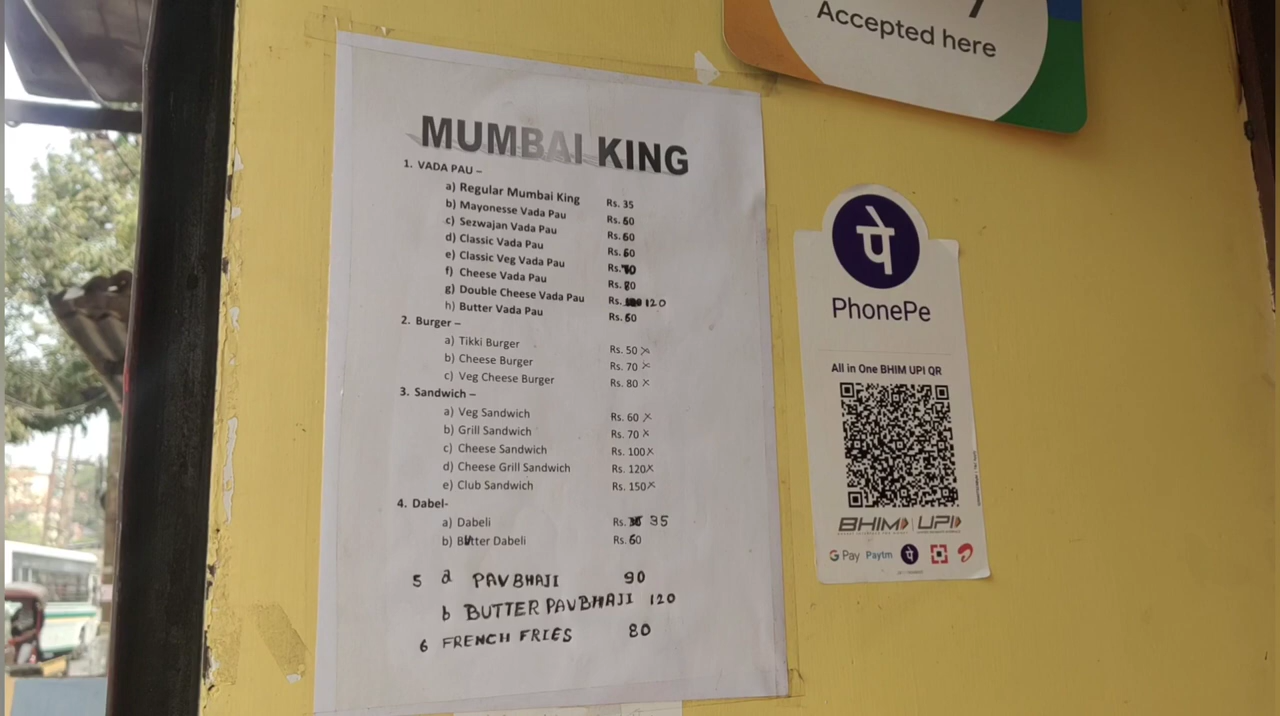 Accepted here
MUMBAI KING
1. VADA PAU –
a) Regular Mumbai King Rs. 35
b) Mayonesse Vada Pau Rs. 60
c) Sezwajan Vada Pau Rs. 60
d) Classic Vada Pau Rs. 60
e) Classic Veg Vada Pau Rs. 70
f) Cheese Vada Pau Rs. 80
g) Double Cheese Vada Pau Rs. 120
h) Butter Vada Pau Rs. 60
2. Burger –
a) Tikki Burger Rs. 50 x
b) Cheese Burger Rs. 70 x
c) Veg Cheese Burger Rs. 80 x
3. Sandwich –
a) Veg Sandwich Rs. 60 x
b) Grill Sandwich Rs. 70 x
c) Cheese Sandwich Rs. 100 x
d) Cheese Grill Sandwich Rs. 120 x
e) Club Sandwich Rs. 150 x
4. Dabel-
a) Dabeli Rs. 35
b) Butter Dabeli Rs. 60
5 a PAVBHAJI 90
b BUTTER PAVBHAJI 120
6 FRENCH FRIES 80
पे
PhonePe
All in One BHIM UPI QR
BHIM UPI
G Pay Paytm पे